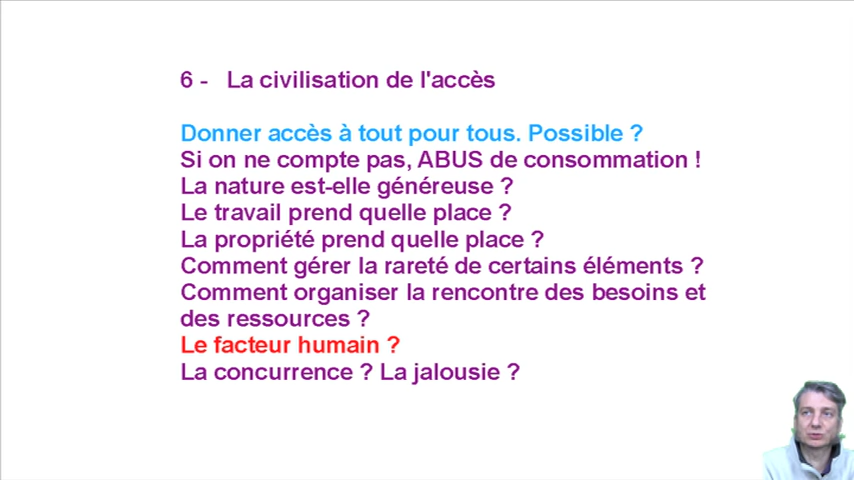 6 - La civilisation de l'accès
Donner accès à tout pour tous. Possible ?
Si on ne compte pas, ABUS de consommation !
La nature est-elle généreuse ?
Le travail prend quelle place ?
La propriété prend quelle place ?
Comment gérer la rareté de certains éléments ?
Comment organiser la rencontre des besoins et
des ressources ?
Le facteur humain ?
La concurrence ? La jalousie ?